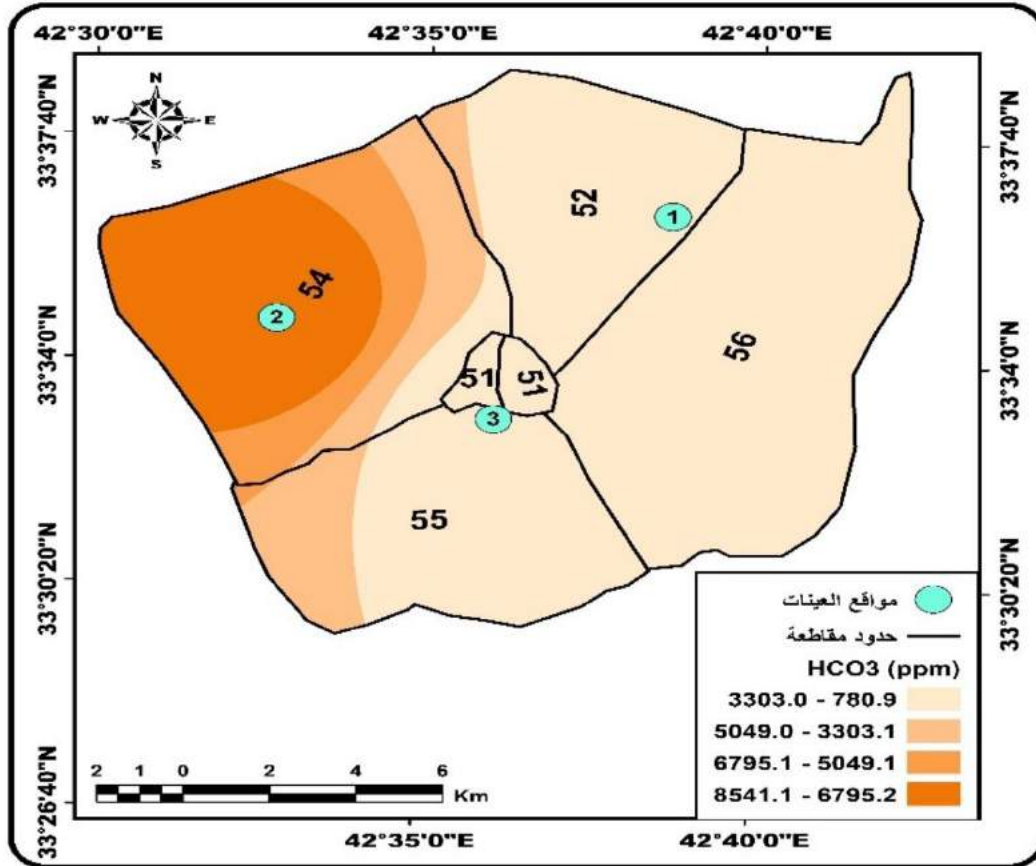 42°30'0"E
42°35'0"E
42°40'0"E
N
W
E
S
33°37'40"N
33°37'40"N
52
1
54
2
56
33°34'0"N
33°34'0"N
51
51
3
55
33°30'20"N
33°30'20"N
مواقع العينات
حدود مقاطعة
HCO3 (ppm)
3303.0 - 780.9
5049.0 - 3303.1
6795.1 - 5049.1
8541.1 - 6795.2
2 1 0 2 4 6
Km
33°26'40"N
42°35'0"E
42°40'0"E